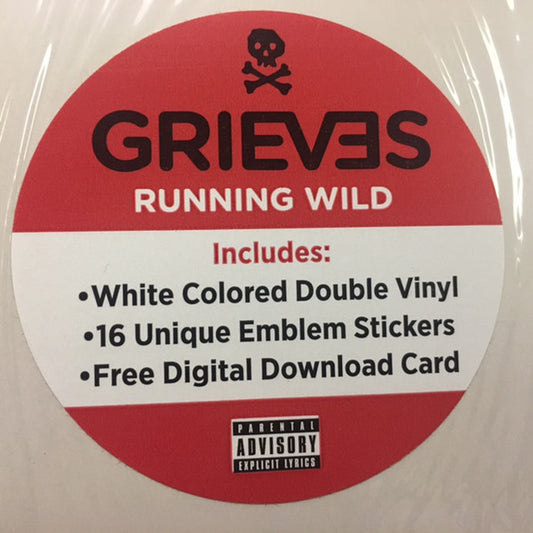 GRIEVES
RUNNING WILD
Includes:
•White Colored Double Vinyl
•16 Unique Emblem Stickers
•Free Digital Download Card
PARENTAL
ADVISORY
EXPLICIT LYRICS